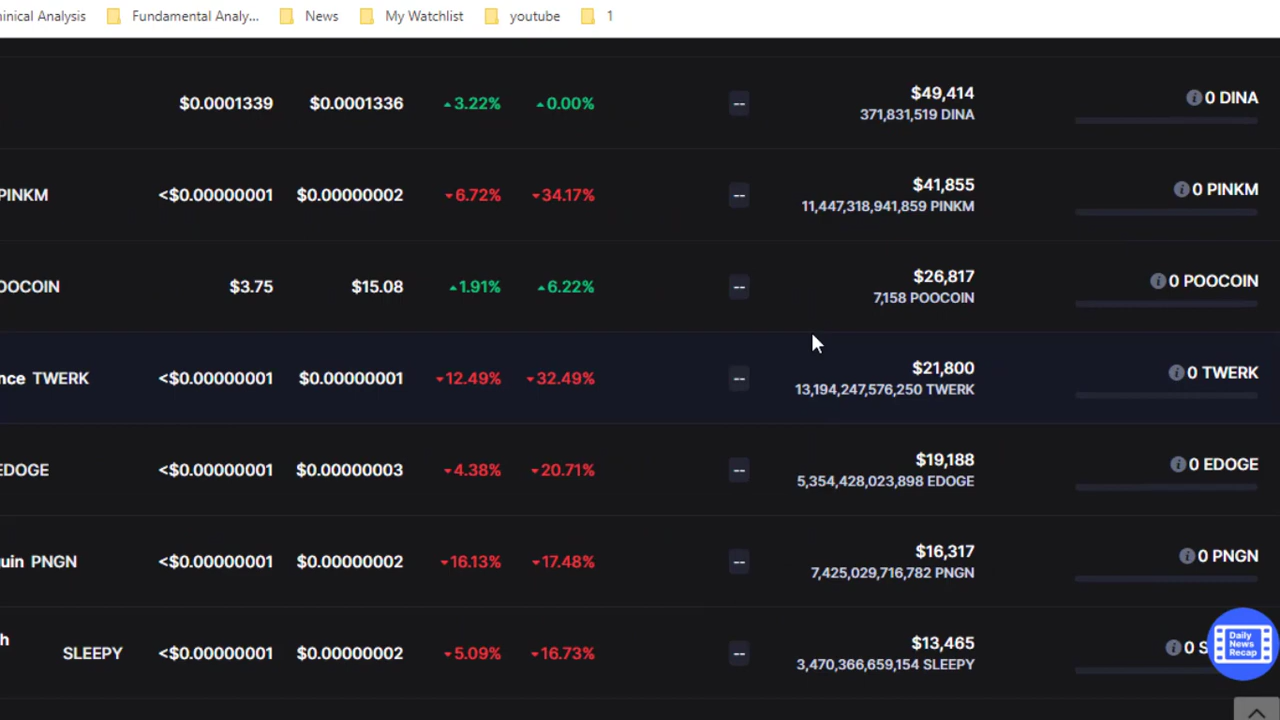 ninical Analysis Fundamental Analy... News My Watchlist youtube 1
$0.0001339 $0.0001336 3.22% 0.00% -- $49,414 0 DINA
371,831,519 DINA
PINKM <$0.00000001 $0.00000002 6.72% 34.17% -- $41,855 0 PINKM
11,447,318,941,859 PINKM
OOCOIN $3.75 $15.08 1.91% 6.22% -- $26,817 0 POOCOIN
7,158 POOCOIN
nce TWERK <$0.00000001 $0.00000001 12.49% 32.49% -- $21,800 0 TWERK
13,194,247,576,250 TWERK
EDOGE <$0.00000001 $0.00000003 4.38% 20.71% -- $19,188 0 EDOGE
5,354,428,023,898 EDOGE
uin PNGN <$0.00000001 $0.00000002 16.13% 17.48% -- $16,317 0 PNGN
7,425,029,716,782 PNGN
h SLEEPY <$0.00000001 $0.00000002 5.09% 16.73% -- $13,465 0 S
3,470,366,659,154 SLEEPY
Daily
News
Recap